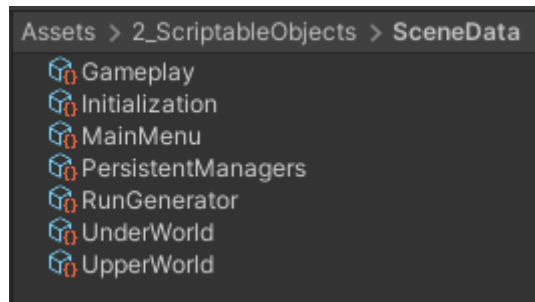 Assets > 2_ScriptableObjects > SceneData
Gameplay
Initialization
MainMenu
PersistentManagers
RunGenerator
UnderWorld
UpperWorld